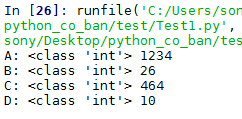 In [26]: runfile('C:/Users/son
python_co_ban/test/Test1.py',
sony/Desktop/python_co_ban/tes
A: <class 'int'> 1234
B: <class 'int'> 26
C: <class 'int'> 464
D: <class 'int'> 10